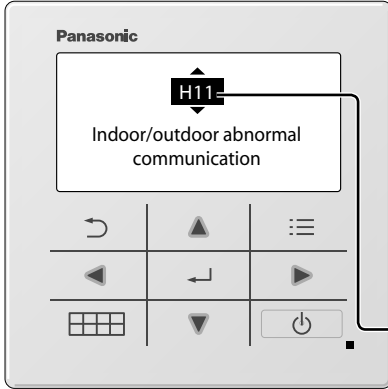 Panasonic
H11
Indoor/outdoor abnormal
communication